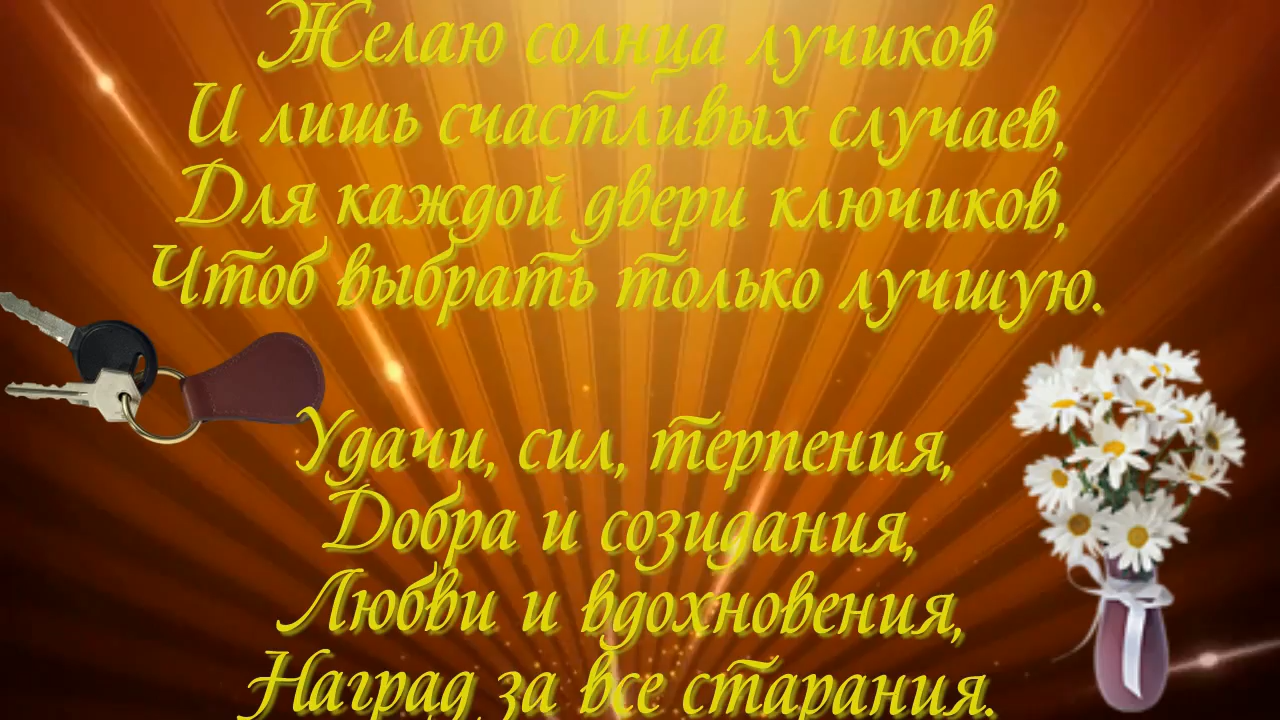 Желаю солнца лучиков
И лишь счастливых случаев,
Для каждой двери ключиков,
Чтоб выбрать только лучшую.
Удачи, сил, терпения,
Добра и созидания,
Любви и вдохновения,
Наград за все старания.